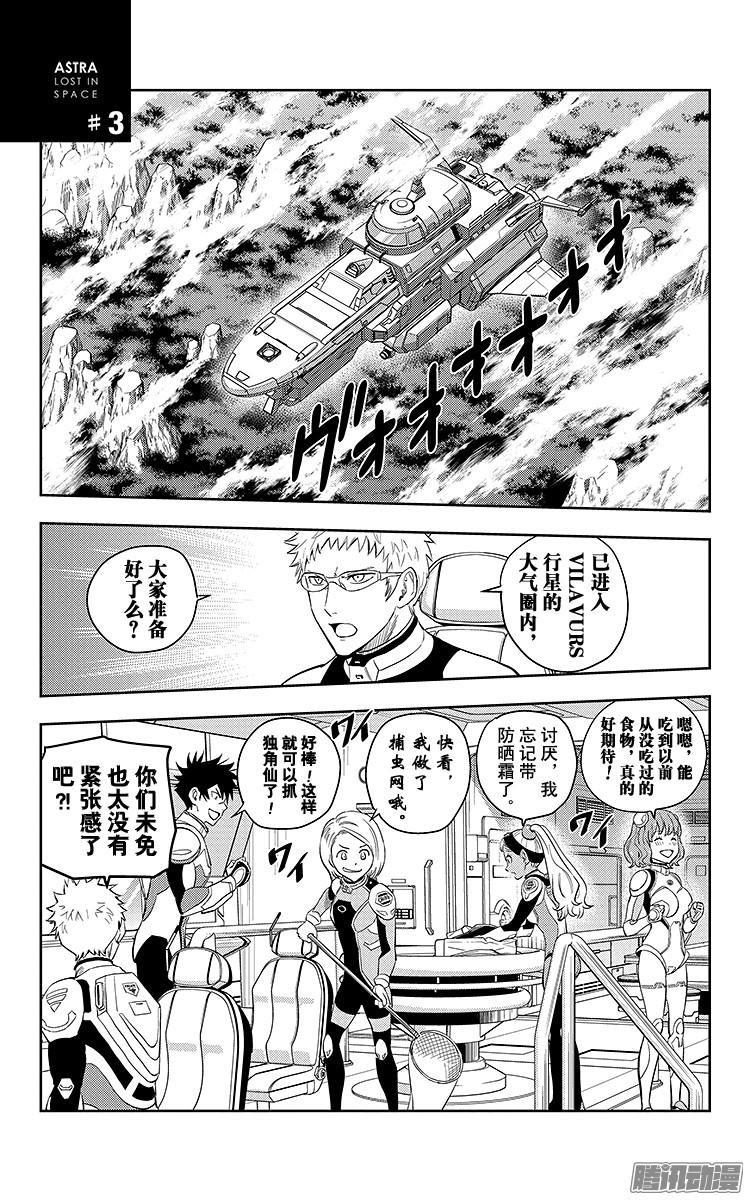 ASTRA
LOST IN
SPACE
#3
ヴォオオオオオ
已进入
VILAVURS
行星的
大气圈内，
大家准备
好了么？
嗯嗯，能
吃到以前
从没吃过的
食物，真的
好期待！
讨厌，我
忘记带
防晒霜了。
ワイ
快看，
我做了
捕虫网哦。
好棒！这样
就可以抓
独角仙了！
ワイ
你们未免
也太没有
紧张感了
吧?!
腾讯动漫